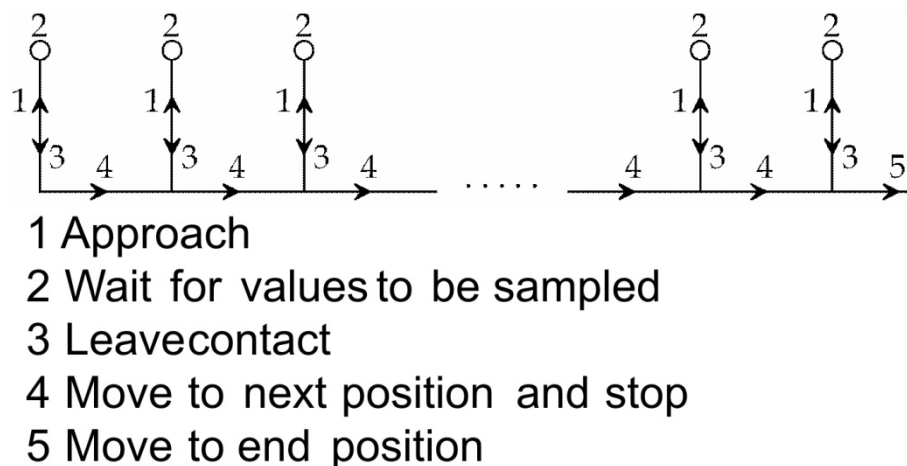 2 2 2 2 2
1 1 1 1 1
3 4 3 4 3 4 ..... 4 3 4 3 5
1 Approach
2 Wait for values to be sampled
3 Leavecontact
4 Move to next position and stop
5 Move to end position